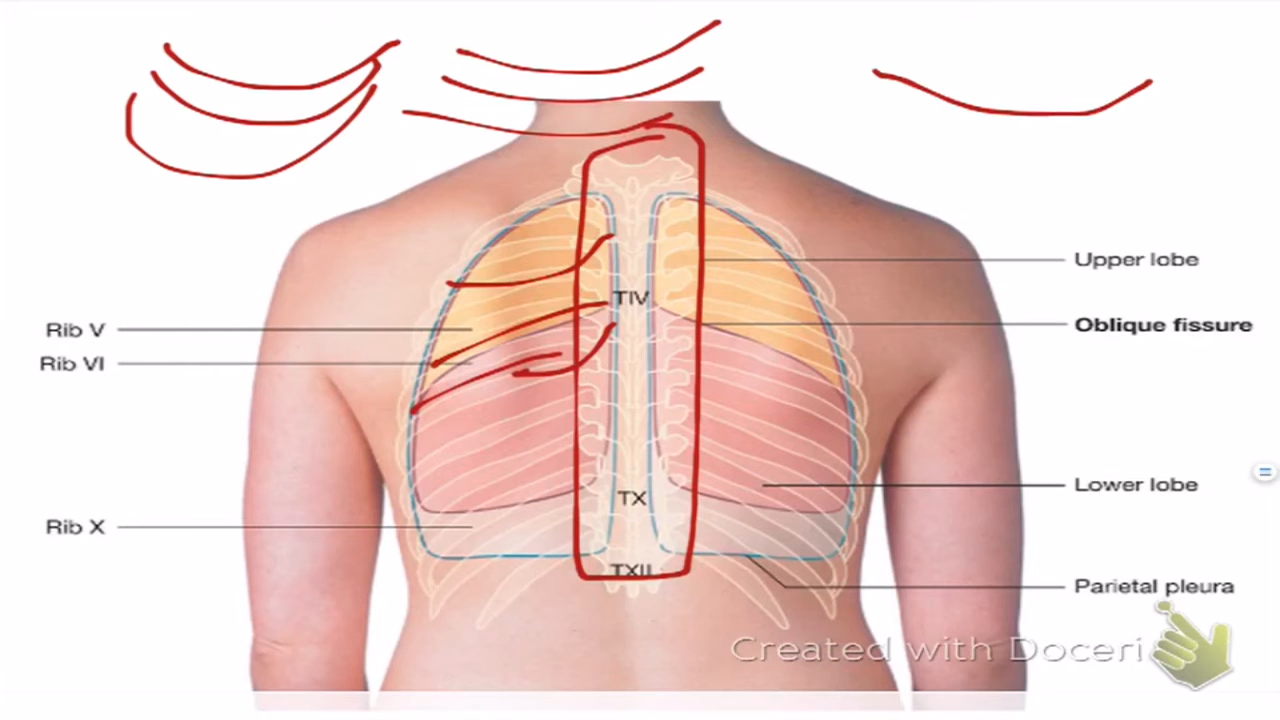 TIV
Upper lobe
Oblique fissure
Rib V
Rib VI
Lower lobe
TX
Rib X
TXII
Parietal pleura
Created with Doceri